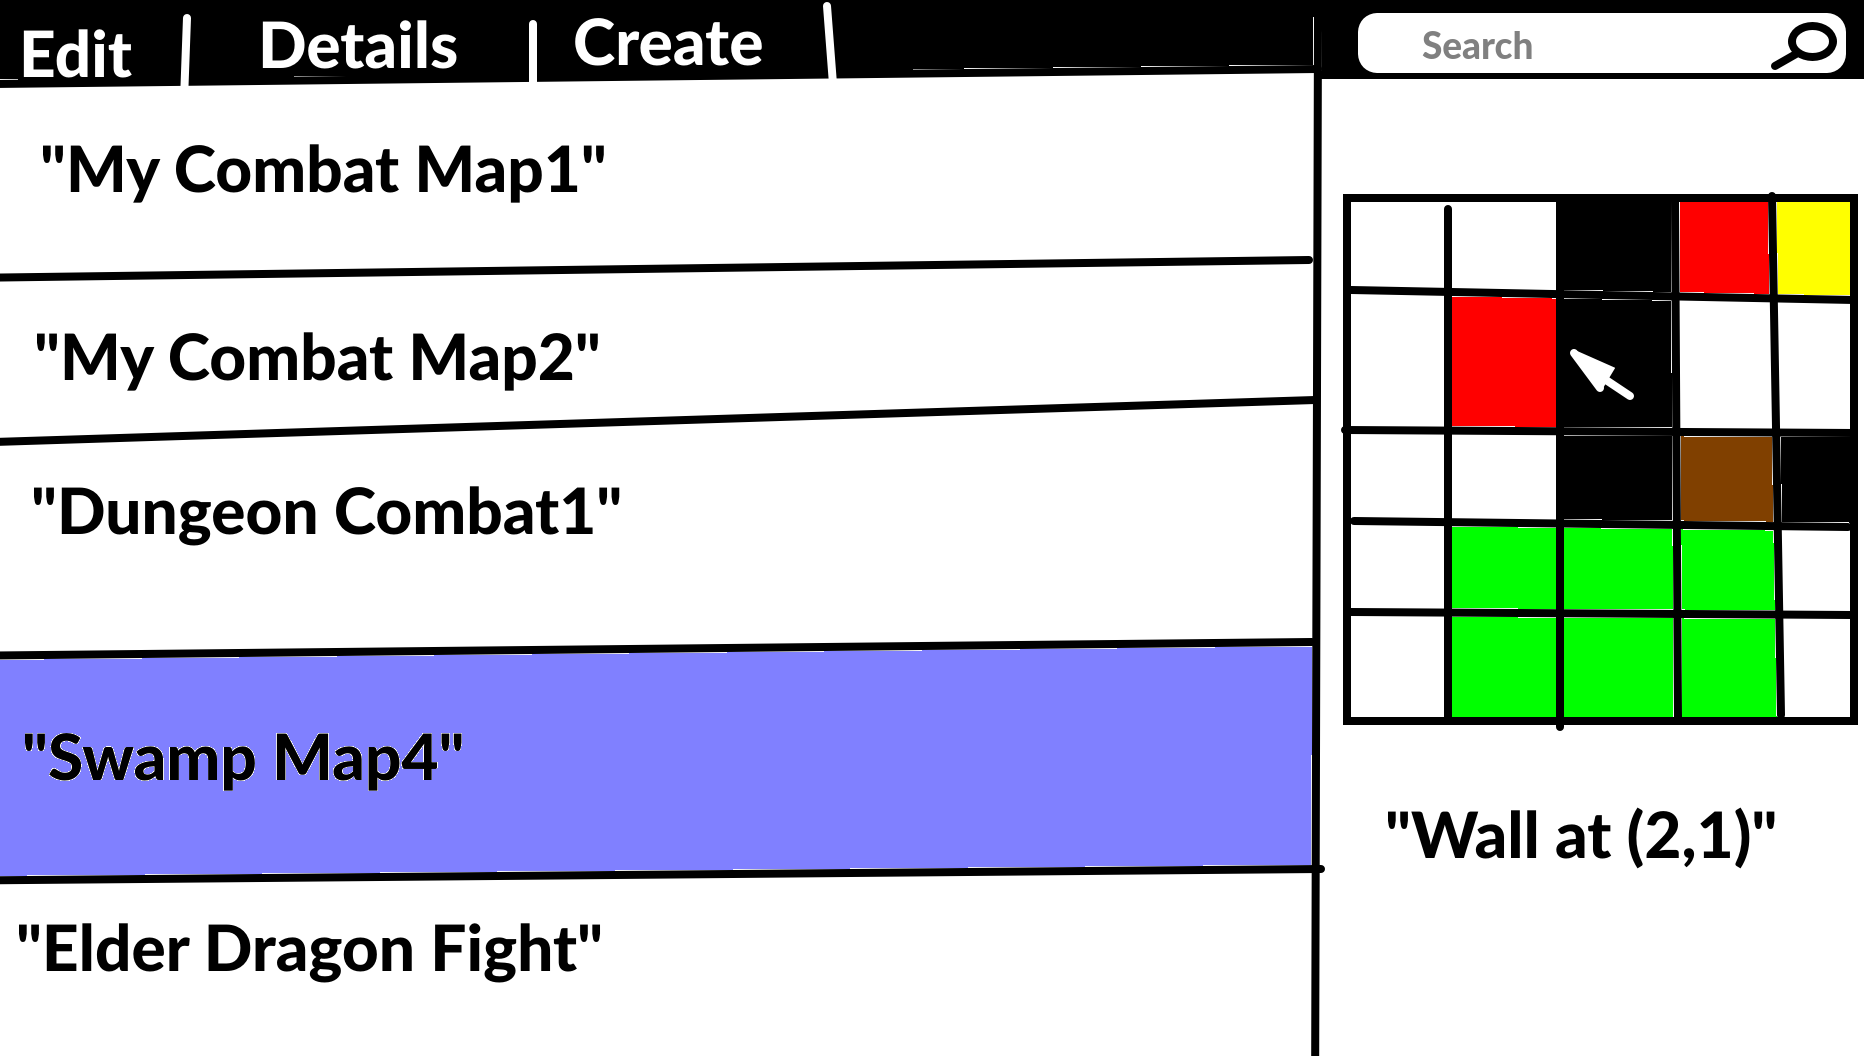 Edit
Details
Create
Search
"My Combat Map1"
"My Combat Map2"
"Dungeon Combat1"
"Swamp Map4"
"Elder Dragon Fight"
"Wall at (2,1)"